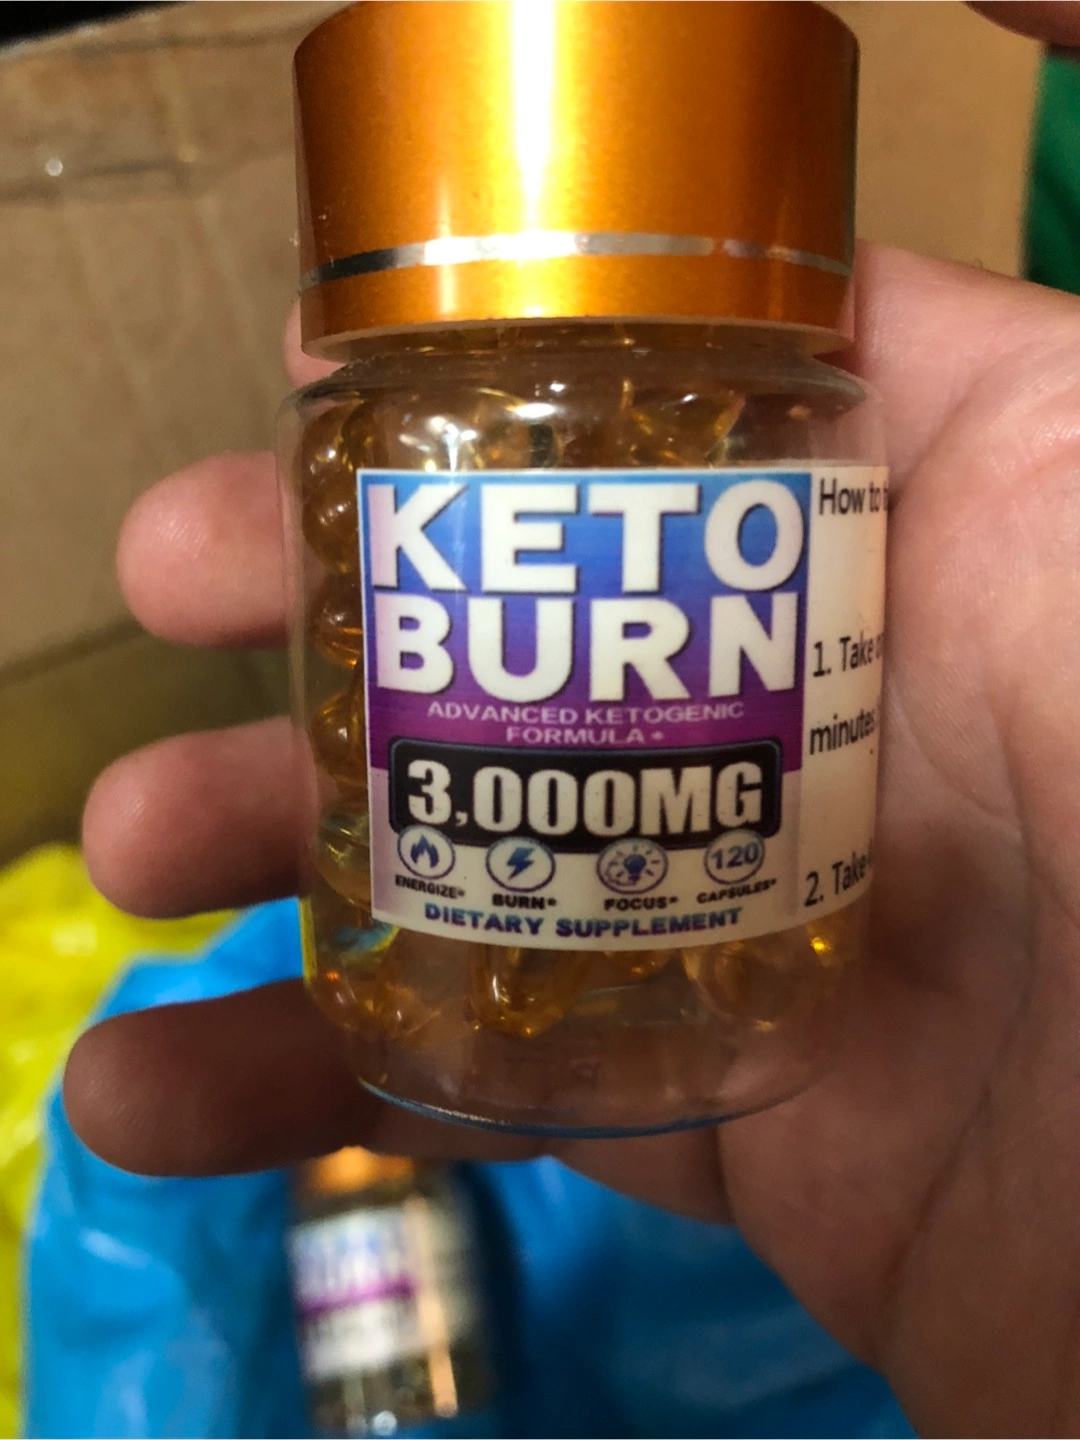 KETO
BURN
ADVANCED KETOGENIC
FORMULA+
3,000MG
ENERGIZE*
BURN*
FOCUS*
120
CAPSULES*
DIETARY SUPPLEMENT
How to
1. Take
minutes
2. Take